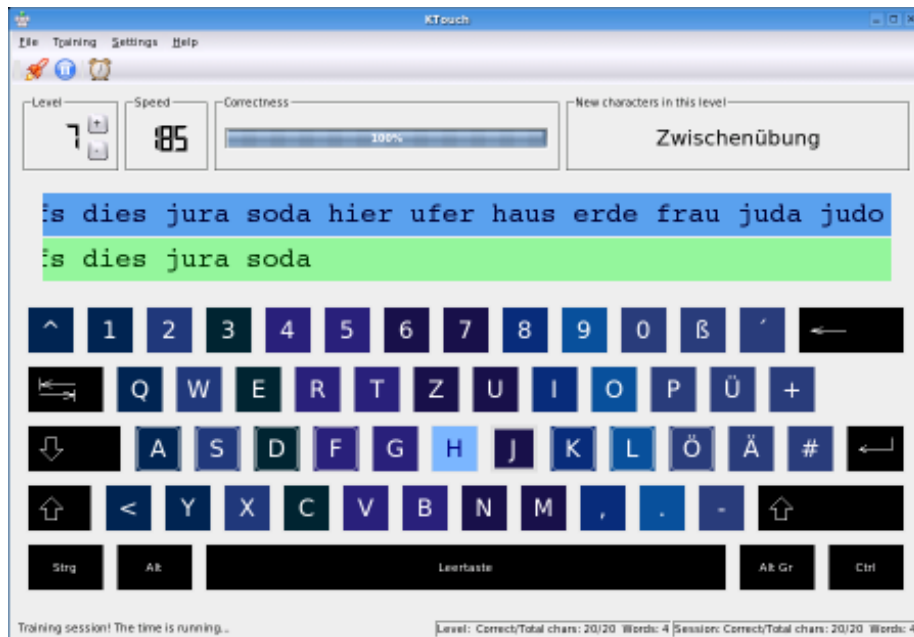 KTouch
File Training Settings Help
Level Speed Correctness New characters in this level
7 + - 185 100% Zwischenübung
fs dies jura soda hier ufer haus erde frau juda judo
fs dies jura soda
^ 1 2 3 4 5 6 7 8 9 0 ß ´
Q W E R T Z U I O P Ü +
A S D F G H J K L Ö Ä #
< Y X C V B N M , . -
Strg Alt Leertaste Alt Gr Ctrl
Training session! The time is running... Level: Correct/Total chars: 20/20 Words: 4 Session: Correct/Total chars: 20/20 Words: 4